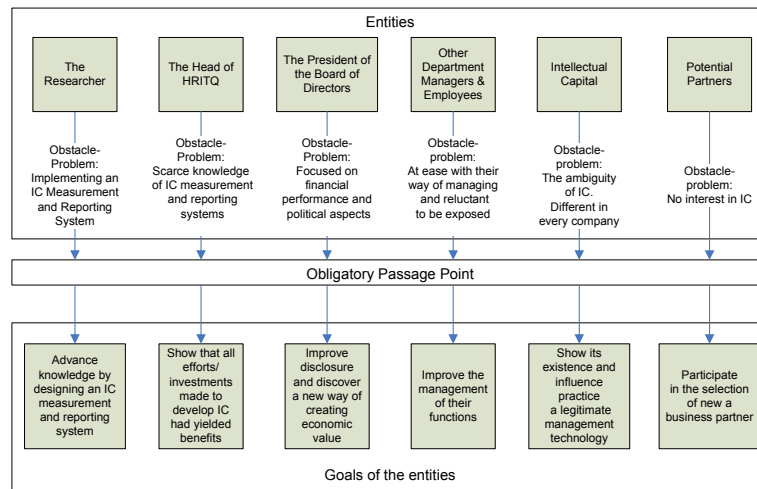 Entities
The
Researcher
The Head of
HRITQ
The President of
the Board of
Directors
Other
Department
Managers &
Employees
Intellectual
Capital
Potential
Partners
Obstacle-
Problem:
Implementing an
IC Measurement
and Reporting
System
Obstacle-
Problem:
Scarce knowledge
of IC measurement
and reporting
systems
Obstacle-
Problem:
Focused on
financial
performance and
political aspects
Obstacle-
problem:
At ease with their
way of managing
and reluctant
to be exposed
Obstacle-
problem:
The ambiguity
of IC.
Different in
every company
Obstacle-
problem:
No interest in IC
Obligatory Passage Point
Advance
knowledge by
designing an IC
measurement
and reporting
system
Show that all
efforts/
investments
made to
develop IC
had yielded
benefits
Improve
disclosure
and discover
a new way of
creating
economic
value
Improve the
management of
their functions
Show its
existence and
influence
practice
a legitimate
management
technology
Participate
in the selection
of new a
business partner
Goals of the entities